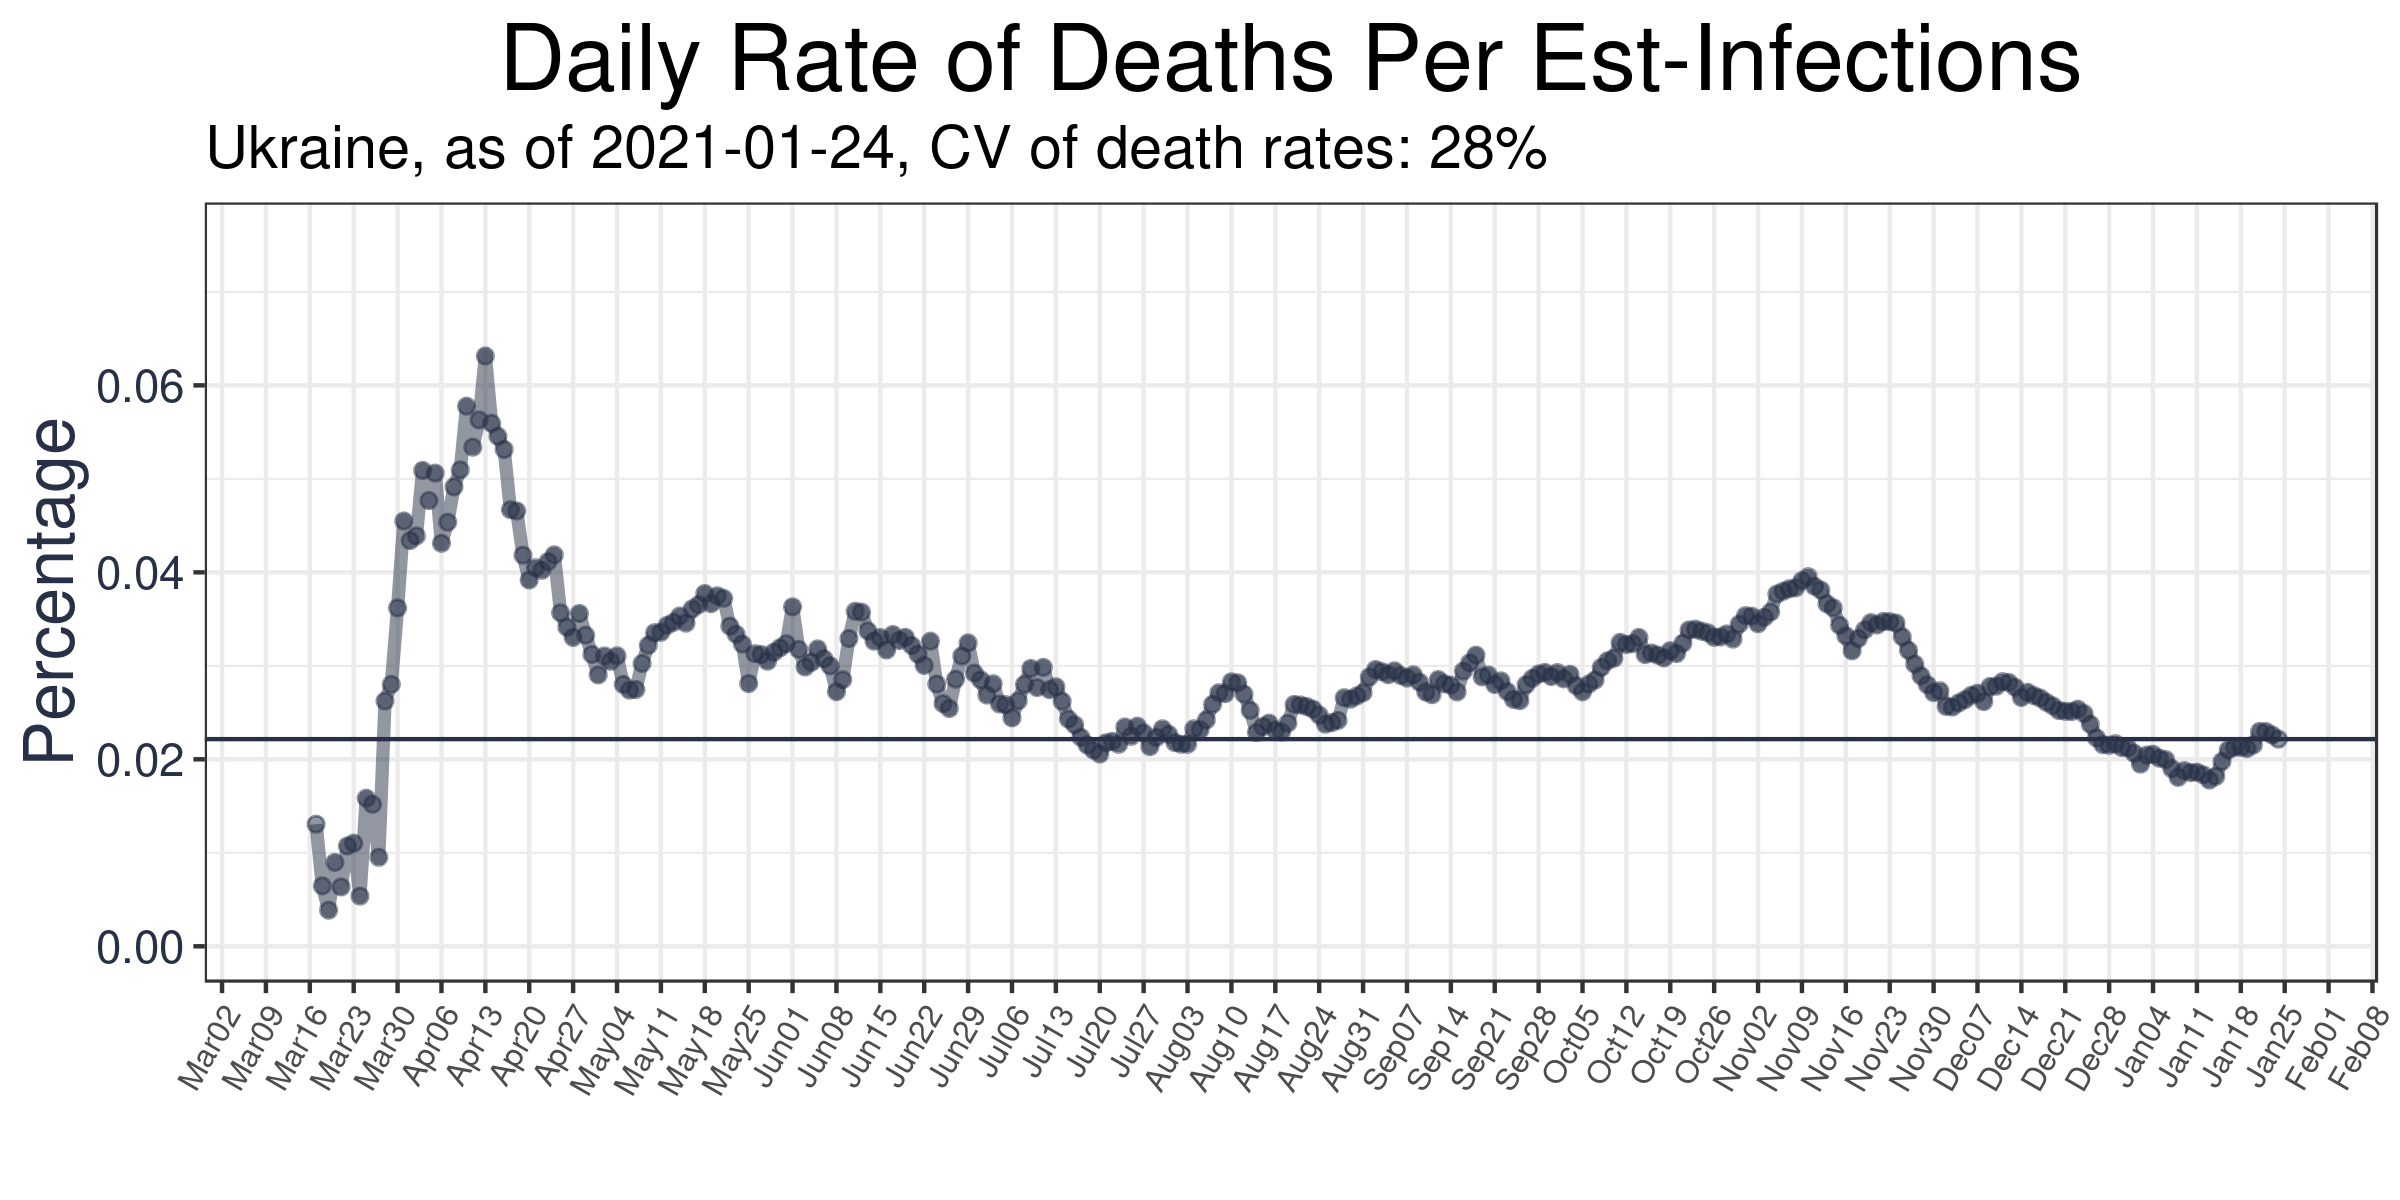 Daily Rate of Deaths Per Est-Infections
Ukraine, as of 2021-01-24, CV of death rates: 28%
Percentage
0.06
0.04
0.02
0.00
Mar02 Mar09 Mar16 Mar23 Mar30 Apr06 Apr13 Apr20 Apr27 May04 May11 May18 May25 Jun01 Jun08 Jun15 Jun22 Jun29 Jul06 Jul13 Jul20 Jul27 Aug03 Aug10 Aug17 Aug24 Aug31 Sep07 Sep14 Sep21 Sep28 Oct05 Oct12 Oct19 Oct26 Nov02 Nov09 Nov16 Nov23 Nov30 Dec07 Dec14 Dec21 Dec28 Jan04 Jan11 Jan18 Jan25 Feb01 Feb08